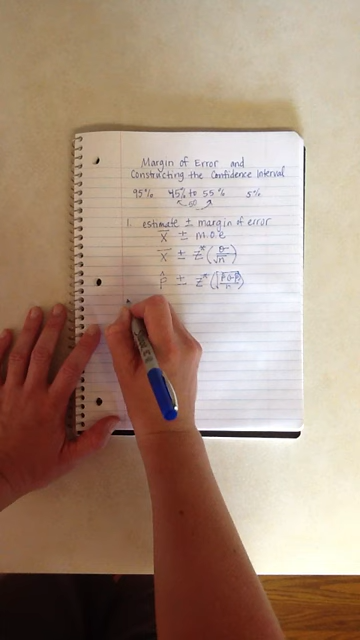 Margin of Error and
Constructing the Confidence Interval
95% 45% to 55% 5%
50
1. estimate ± margin of error
x̄ ± m.o.e
x̄ ± z* (σ/√n)
p̂ ± z* (√p(1-p)/n)